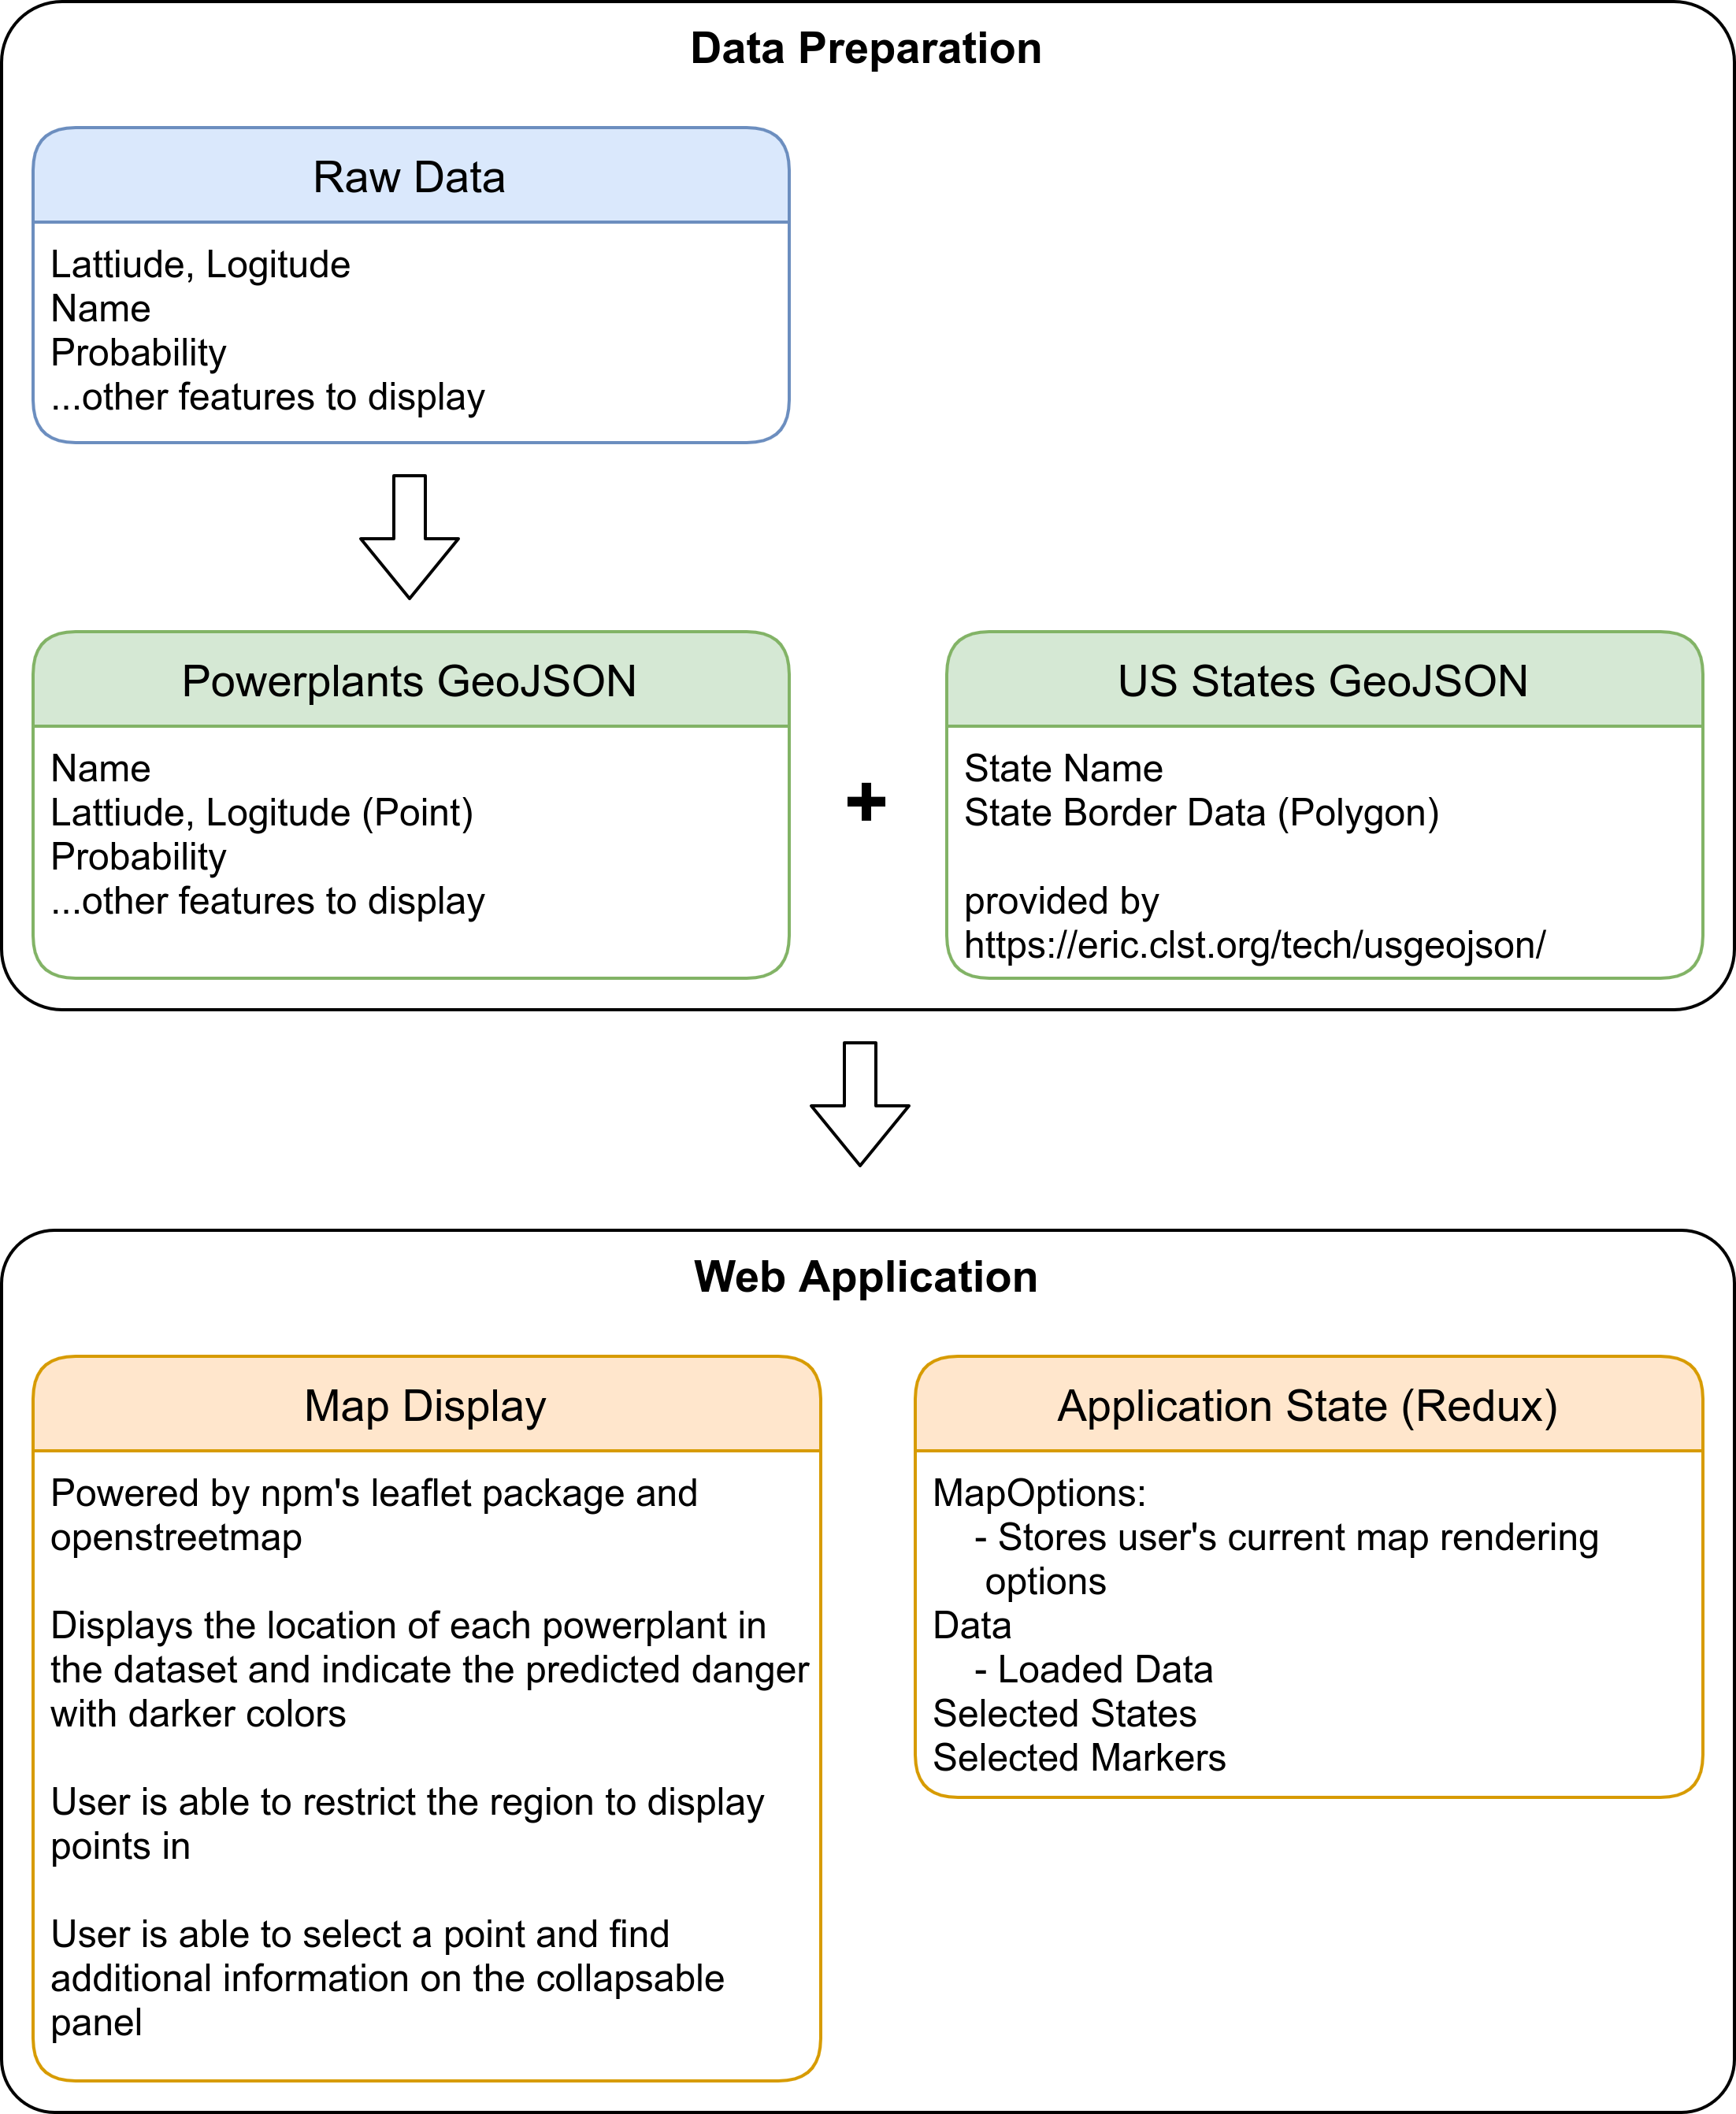 Data Preparation
Raw Data
Lattiude, Logitude
Name
Probability
...other features to display
Powerplants GeoJSON
Name
Lattiude, Logitude (Point)
Probability
...other features to display
+
US States GeoJSON
State Name
State Border Data (Polygon)
provided by
https://eric.clst.org/tech/usgeojson/
Web Application
Map Display
Powered by npm's leaflet package and
openstreetmap
Displays the location of each powerplant in
the dataset and indicate the predicted danger
with darker colors
User is able to restrict the region to display
points in
User is able to select a point and find
additional information on the collapsable
panel
Application State (Redux)
MapOptions:
- Stores user's current map rendering
options
Data
- Loaded Data
Selected States
Selected Markers